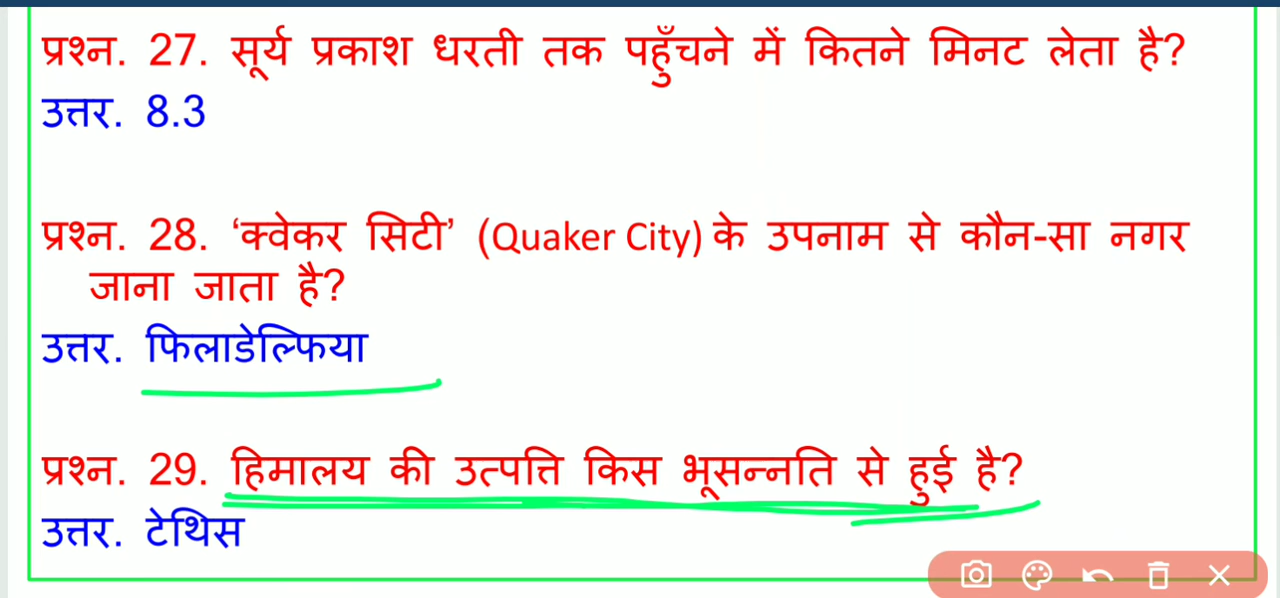 प्रश्न. 27. सूर्य प्रकाश धरती तक पहुँचने में कितने मिनट लेता है?
उत्तर. 8.3
प्रश्न. 28. ‘क्वेकर सिटी’ (Quaker City) के उपनाम से कौन-सा नगर
जाना जाता है?
उत्तर. फिलाडेल्फिया
प्रश्न. 29. हिमालय की उत्पत्ति किस भूसन्नति से हुई है?
उत्तर. टेथिस